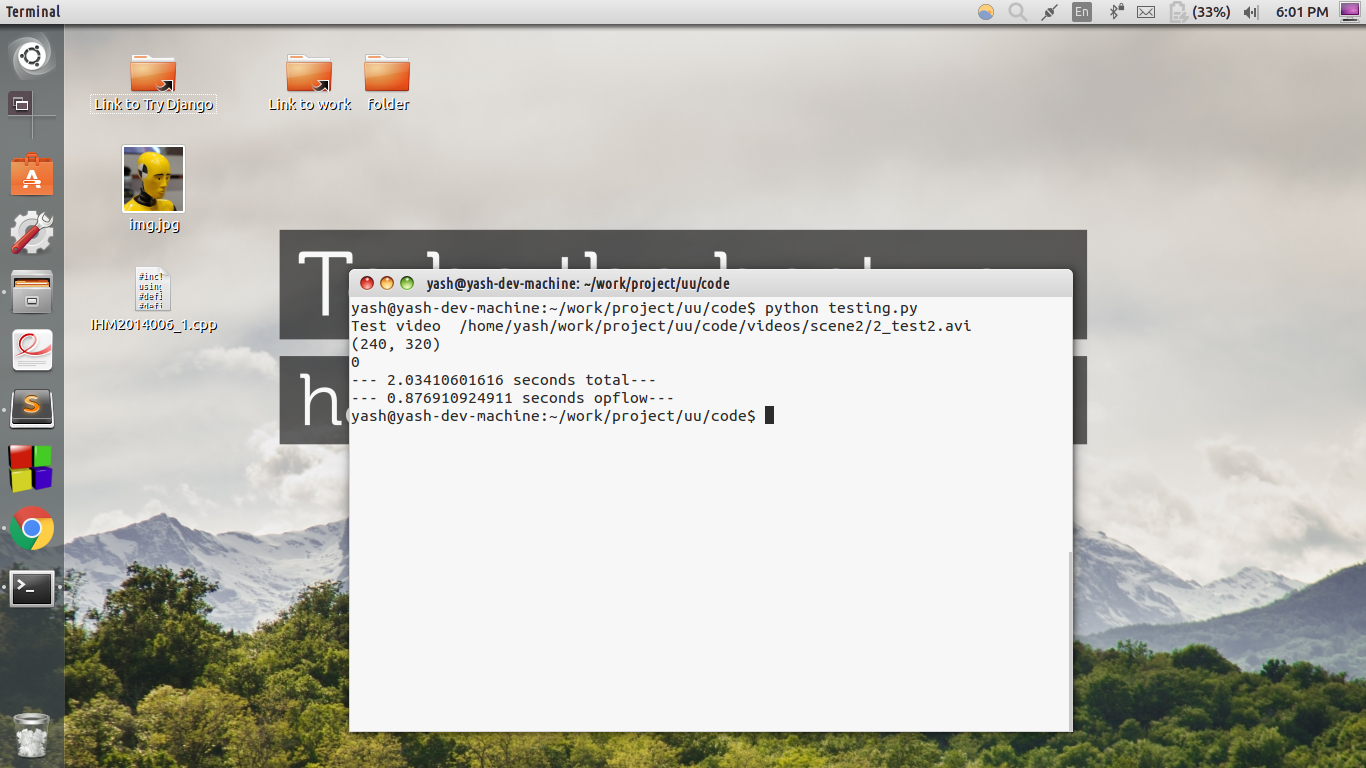 Terminal
En
(33%)
6:01 PM
Link to Try Django
Link to work
folder
img.jpg
#incl
using
#defi
#defi
IHM2014006_1.cpp
yash@yash-dev-machine: ~/work/project/uu/code
yash@yash-dev-machine:~/work/project/uu/code$ python testing.py
Test video  /home/yash/work/project/uu/code/videos/scene2/2_test2.avi
(240, 320)
0
--- 2.03410601616 seconds total---
--- 0.876910924911 seconds opflow---
yash@yash-dev-machine:~/work/project/uu/code$